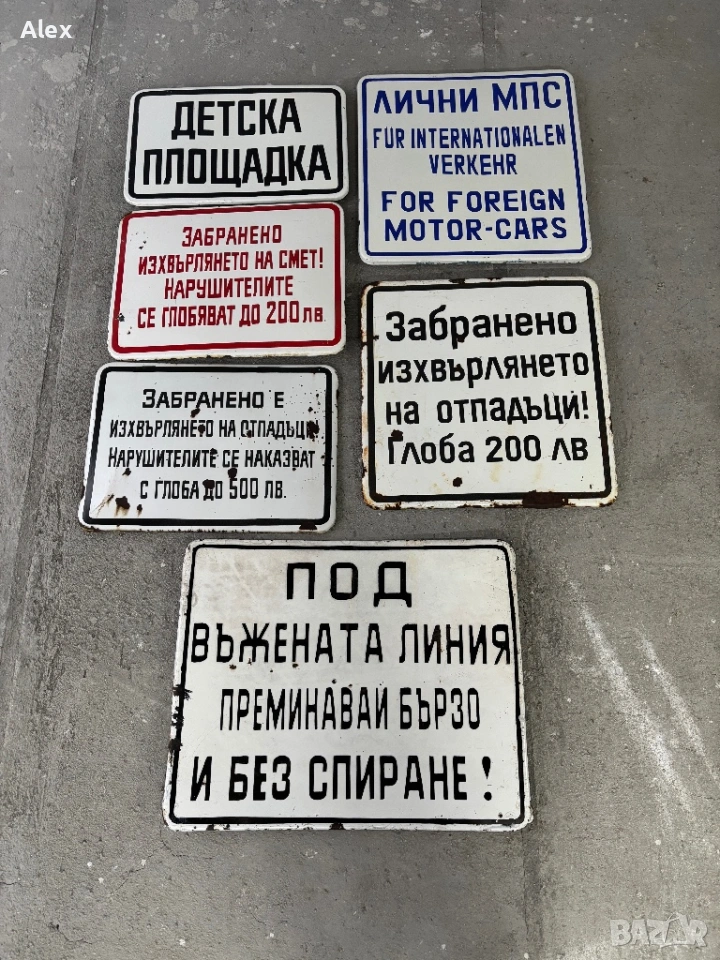 Alex
ДЕТСКА
ПЛОЩАДКА
ЛИЧНИ МПС
FUR INTERNATIONALEN
VERKEHR
FOR FOREIGN
MOTOR-CARS
ЗАБРАНЕНО
ИЗХВЪРЛЯНЕТО НА СМЕТ!
НАРУШИТЕЛИТЕ
СЕ ГЛОБЯВАТ ДО 200 ЛВ.
Забранено
изхвърлянето
на отпадъци!
Глоба 200 лв
ЗАБРАНЕНО Е
ИЗХВЪРЛЯНЕТО НА ОТПАДЪЦИ
НАРУШИТЕЛИТЕ СЕ НАКАЗВАТ
С ГЛОБА ДО 500 ЛВ.
ПОД
ВЪЖЕНАТА ЛИНИЯ
ПРЕМИНАВАИ БЪРЗО
И БЕЗ СПИРАНЕ!
BAZAR